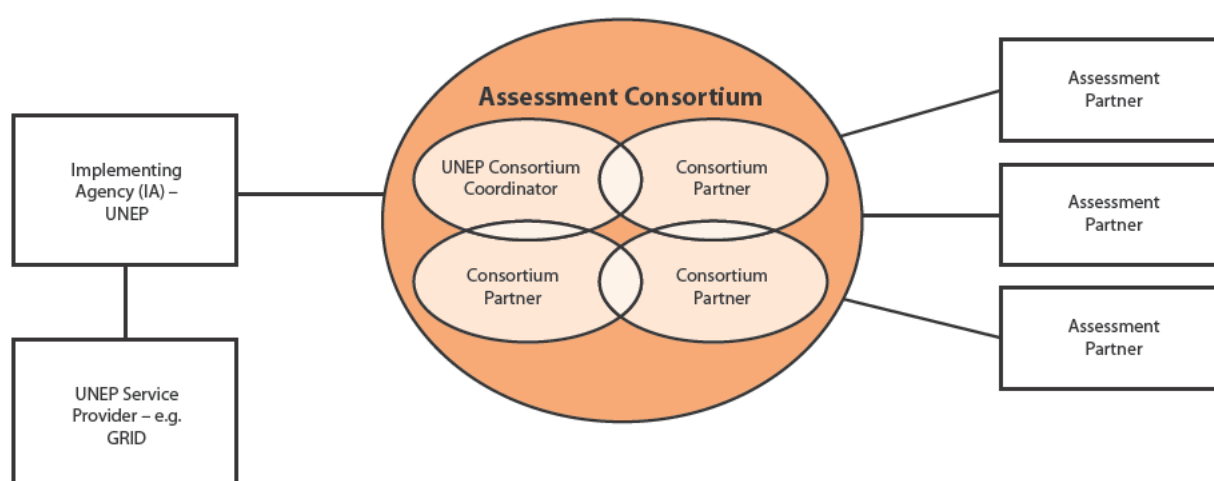 Assessment Consortium
Implementing
Agency (IA) –
UNEP
UNEP Service
Provider – e.g.
GRID
UNEP Consortium
Coordinator
Consortium
Partner
Consortium
Partner
Consortium
Partner
Assessment
Partner
Assessment
Partner
Assessment
Partner